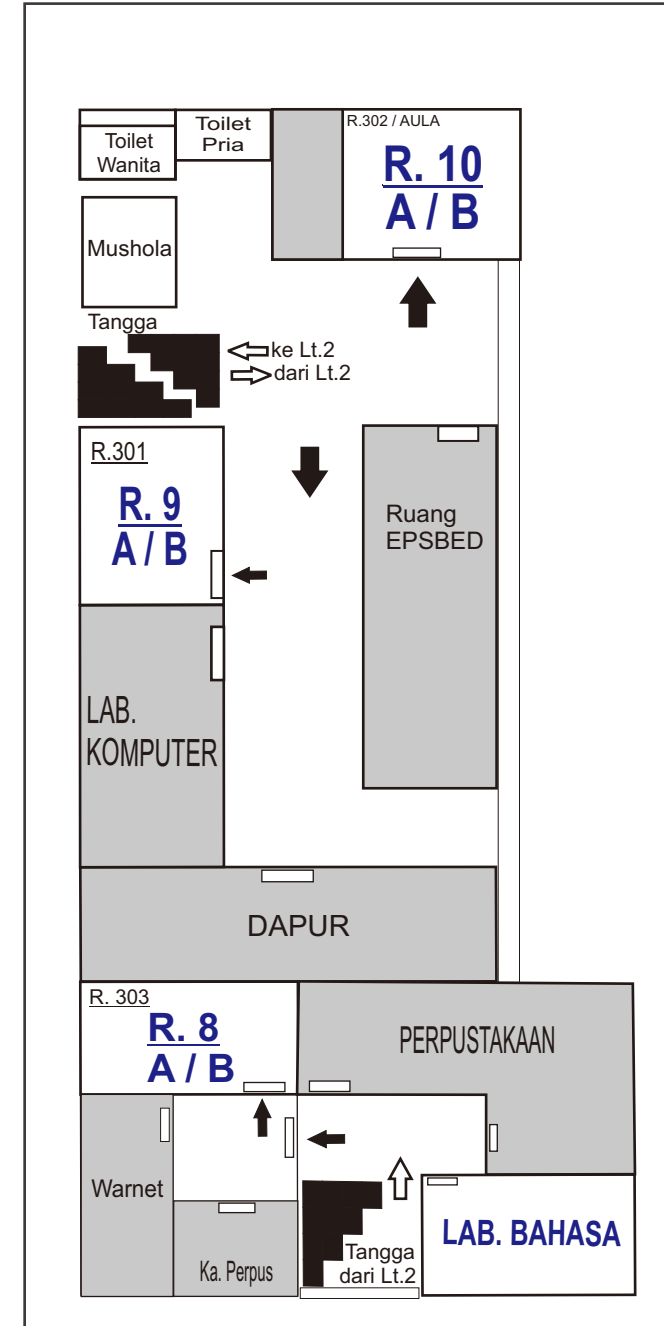 Toilet
Wanita
Toilet
Pria
R.302 / AULA
R. 10
A / B
Mushola
Tangga
ke Lt.2
dari Lt.2
R.301
R. 9
A / B
Ruang
EPSBED
LAB.
KOMPUTER
DAPUR
R. 303
R. 8
A / B
PERPUSTAKAAN
Warnet
Ka. Perpus
Tangga
dari Lt.2
LAB. BAHASA